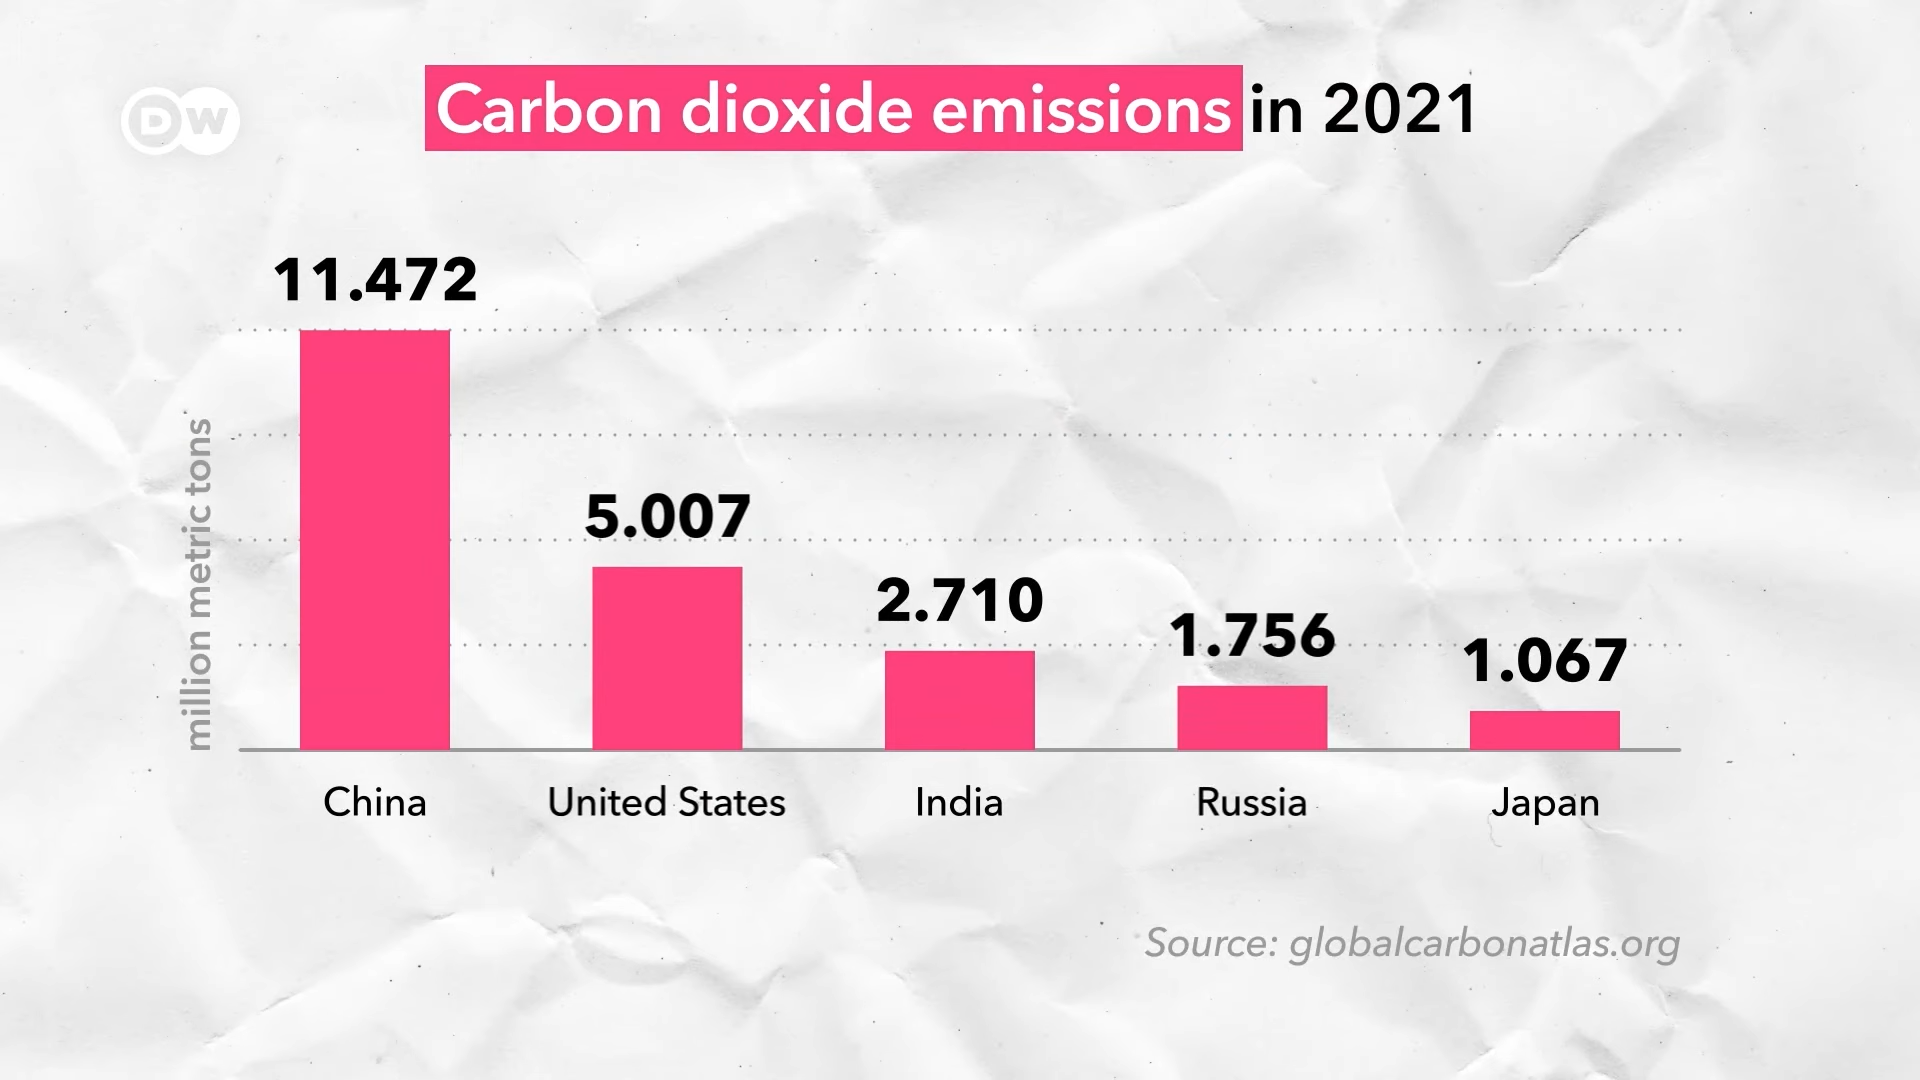 DW
Carbon dioxide emissions in 2021
million metric tons
11.472
5.007
2.710
1.756
1.067
China
United States
India
Russia
Japan
Source: globalcarbonatlas.org